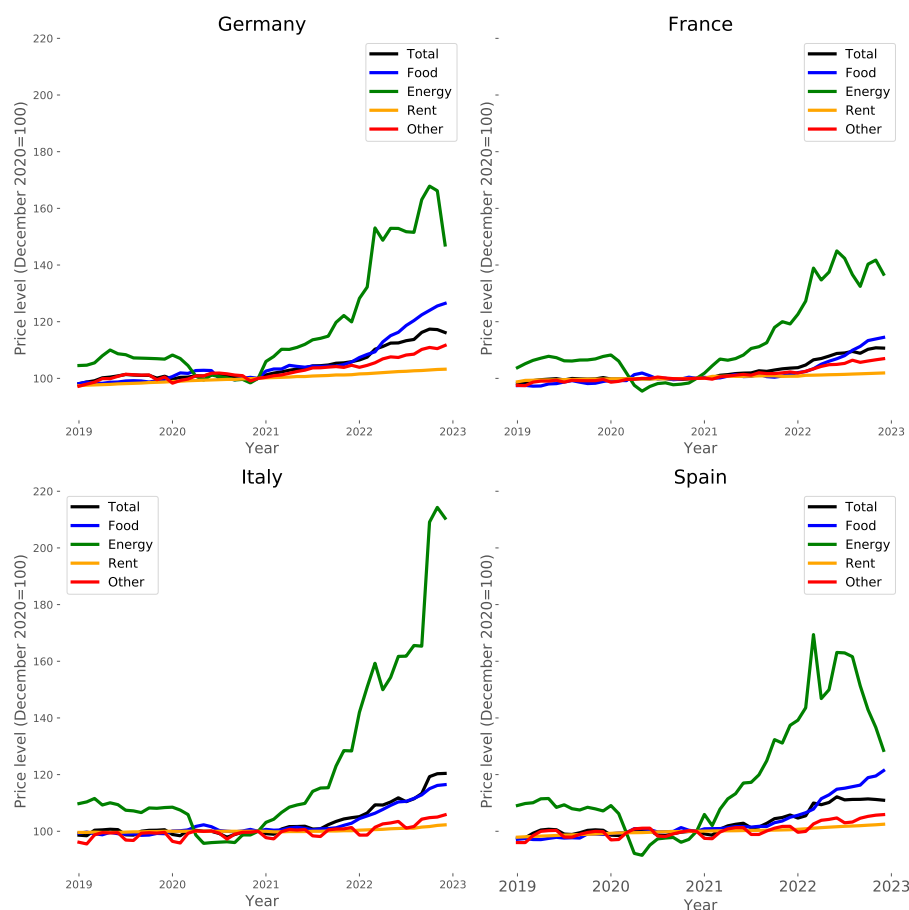 Germany
Price level (December 2020=100)
220
200
180
160
140
120
100
Total
Food
Energy
Rent
Other
2019
2020
2021
2022
2023
Year
France
Price level (December 2020=100)
Total
Food
Energy
Rent
Other
2019
2020
2021
2022
2023
Year
Italy
Price level (December 2020=100)
220
200
180
160
140
120
100
Total
Food
Energy
Rent
Other
2019
2020
2021
2022
2023
Year
Spain
Price level (December 2020=100)
Total
Food
Energy
Rent
Other
2019
2020
2021
2022
2023
Year